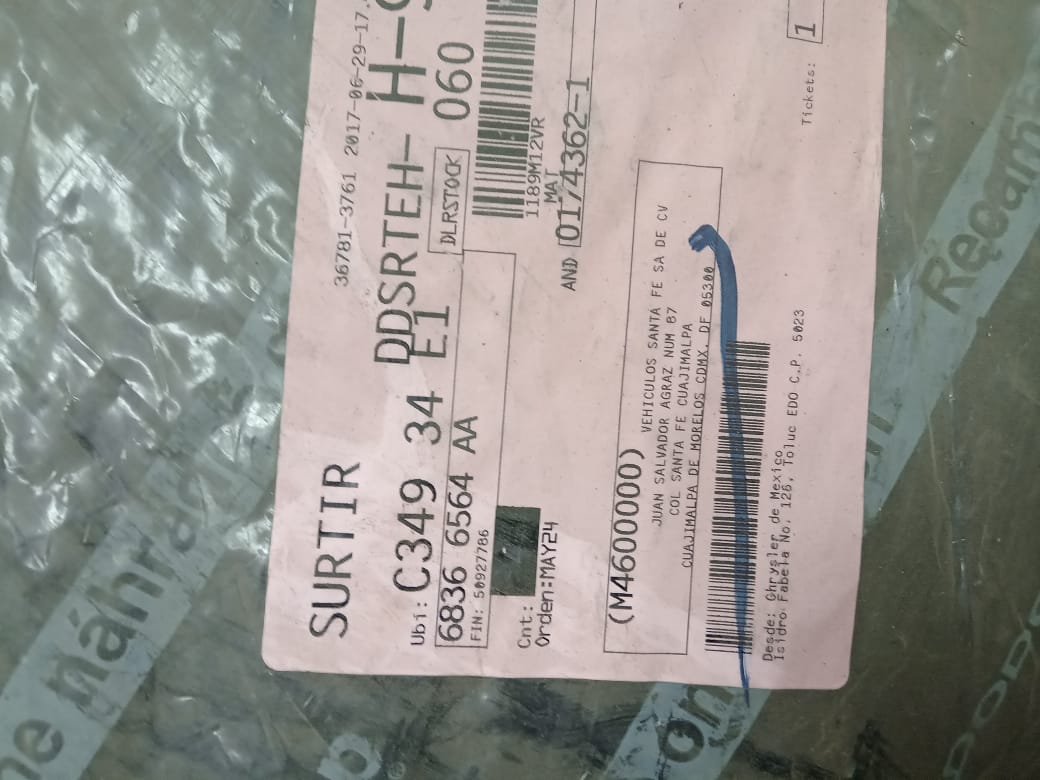 36781-3761 2017-06-29-17.
SURTIR
DDSRTEH- H-
Ubi: C349 34 E1 060
6836 6564 AA
DLRSTOCK
FIN: 50927786
1189M12VR
Cnt:
MAT
Orden:MAY24
AND 01/4362-1
(M4600000)
VEHICULOS SANTA FE SA DE CV
JUAN SALVADOR AGRAZ NUM 87
COL SANTA FE CUAJIMALPA
CUAJIMALPA DE MORELOS CDMX, DF 05300
Desde: Chrysler de Mexico
Isidro Fabela No. 126, Toluc EDO C.P. 5023
Tickets: 1